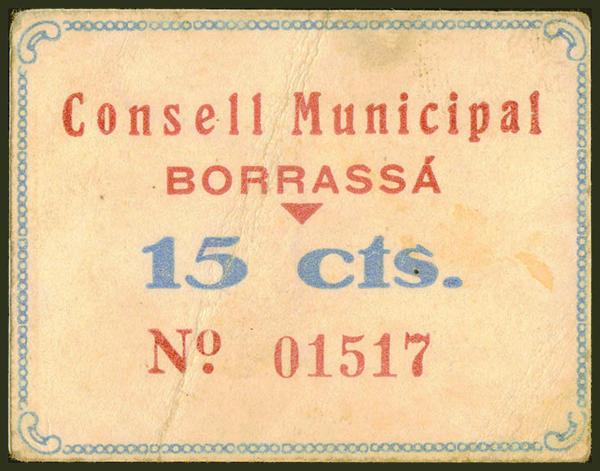 Consell Municipal
BORRASSÁ
15 cts.
Nº 01517